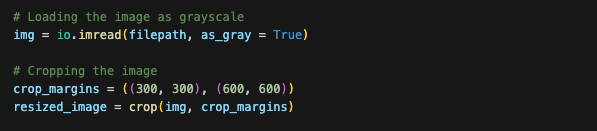 # Loading the image as grayscale
img = io.imread(filepath, as_gray = True)
# Cropping the image
crop_margins = ((300, 300), (600, 600))
resized_image = crop(img, crop_margins)